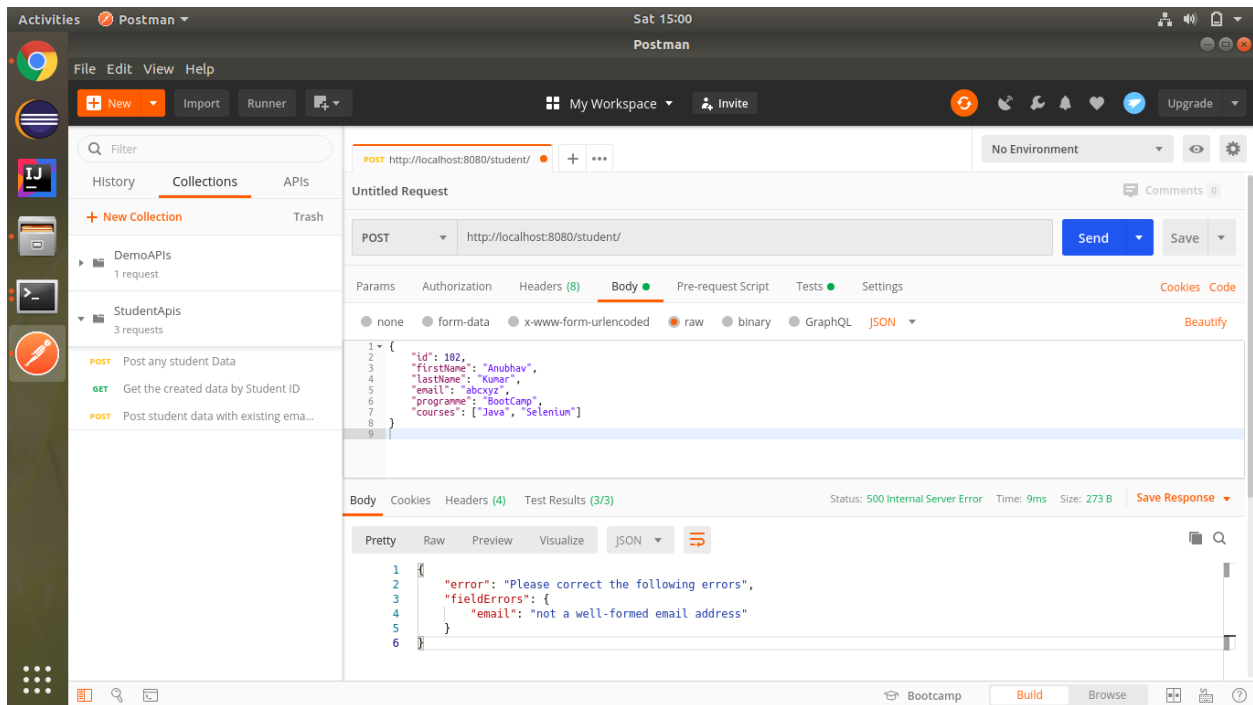 Activities Postman Sat 15:00
Postman
File Edit View Help
New Import Runner My Workspace Invite Upgrade
Filter
History Collections APIs
+ New Collection Trash
DemoAPIs
1 request
StudentApis
3 requests
POST Post any student Data
GET Get the created data by Student ID
POST Post student data with existing ema...
POST http://localhost:8080/student/ No Environment
Untitled Request Comments 0
POST http://localhost:8080/student/ Send Save
Params Authorization Headers (8) Body Pre-request Script Tests Settings Cookies Code
none form-data x-www-form-urlencoded raw binary GraphQL JSON Beautify
1 {
2 "id": 102,
3 "firstName": "Anubhav",
4 "lastName": "Kumar",
5 "email": "abcxyz",
6 "programme": "BootCamp",
7 "courses": ["Java", "Selenium"]
8 }
9
Body Cookies Headers (4) Test Results (3/3) Status: 500 Internal Server Error Time: 9ms Size: 273 B Save Response
Pretty Raw Preview Visualize JSON
1 {
2 "error": "Please correct the following errors",
3 "fieldErrors": {
4 "email": "not a well-formed email address"
5 }
6 }
Bootcamp Build Browse